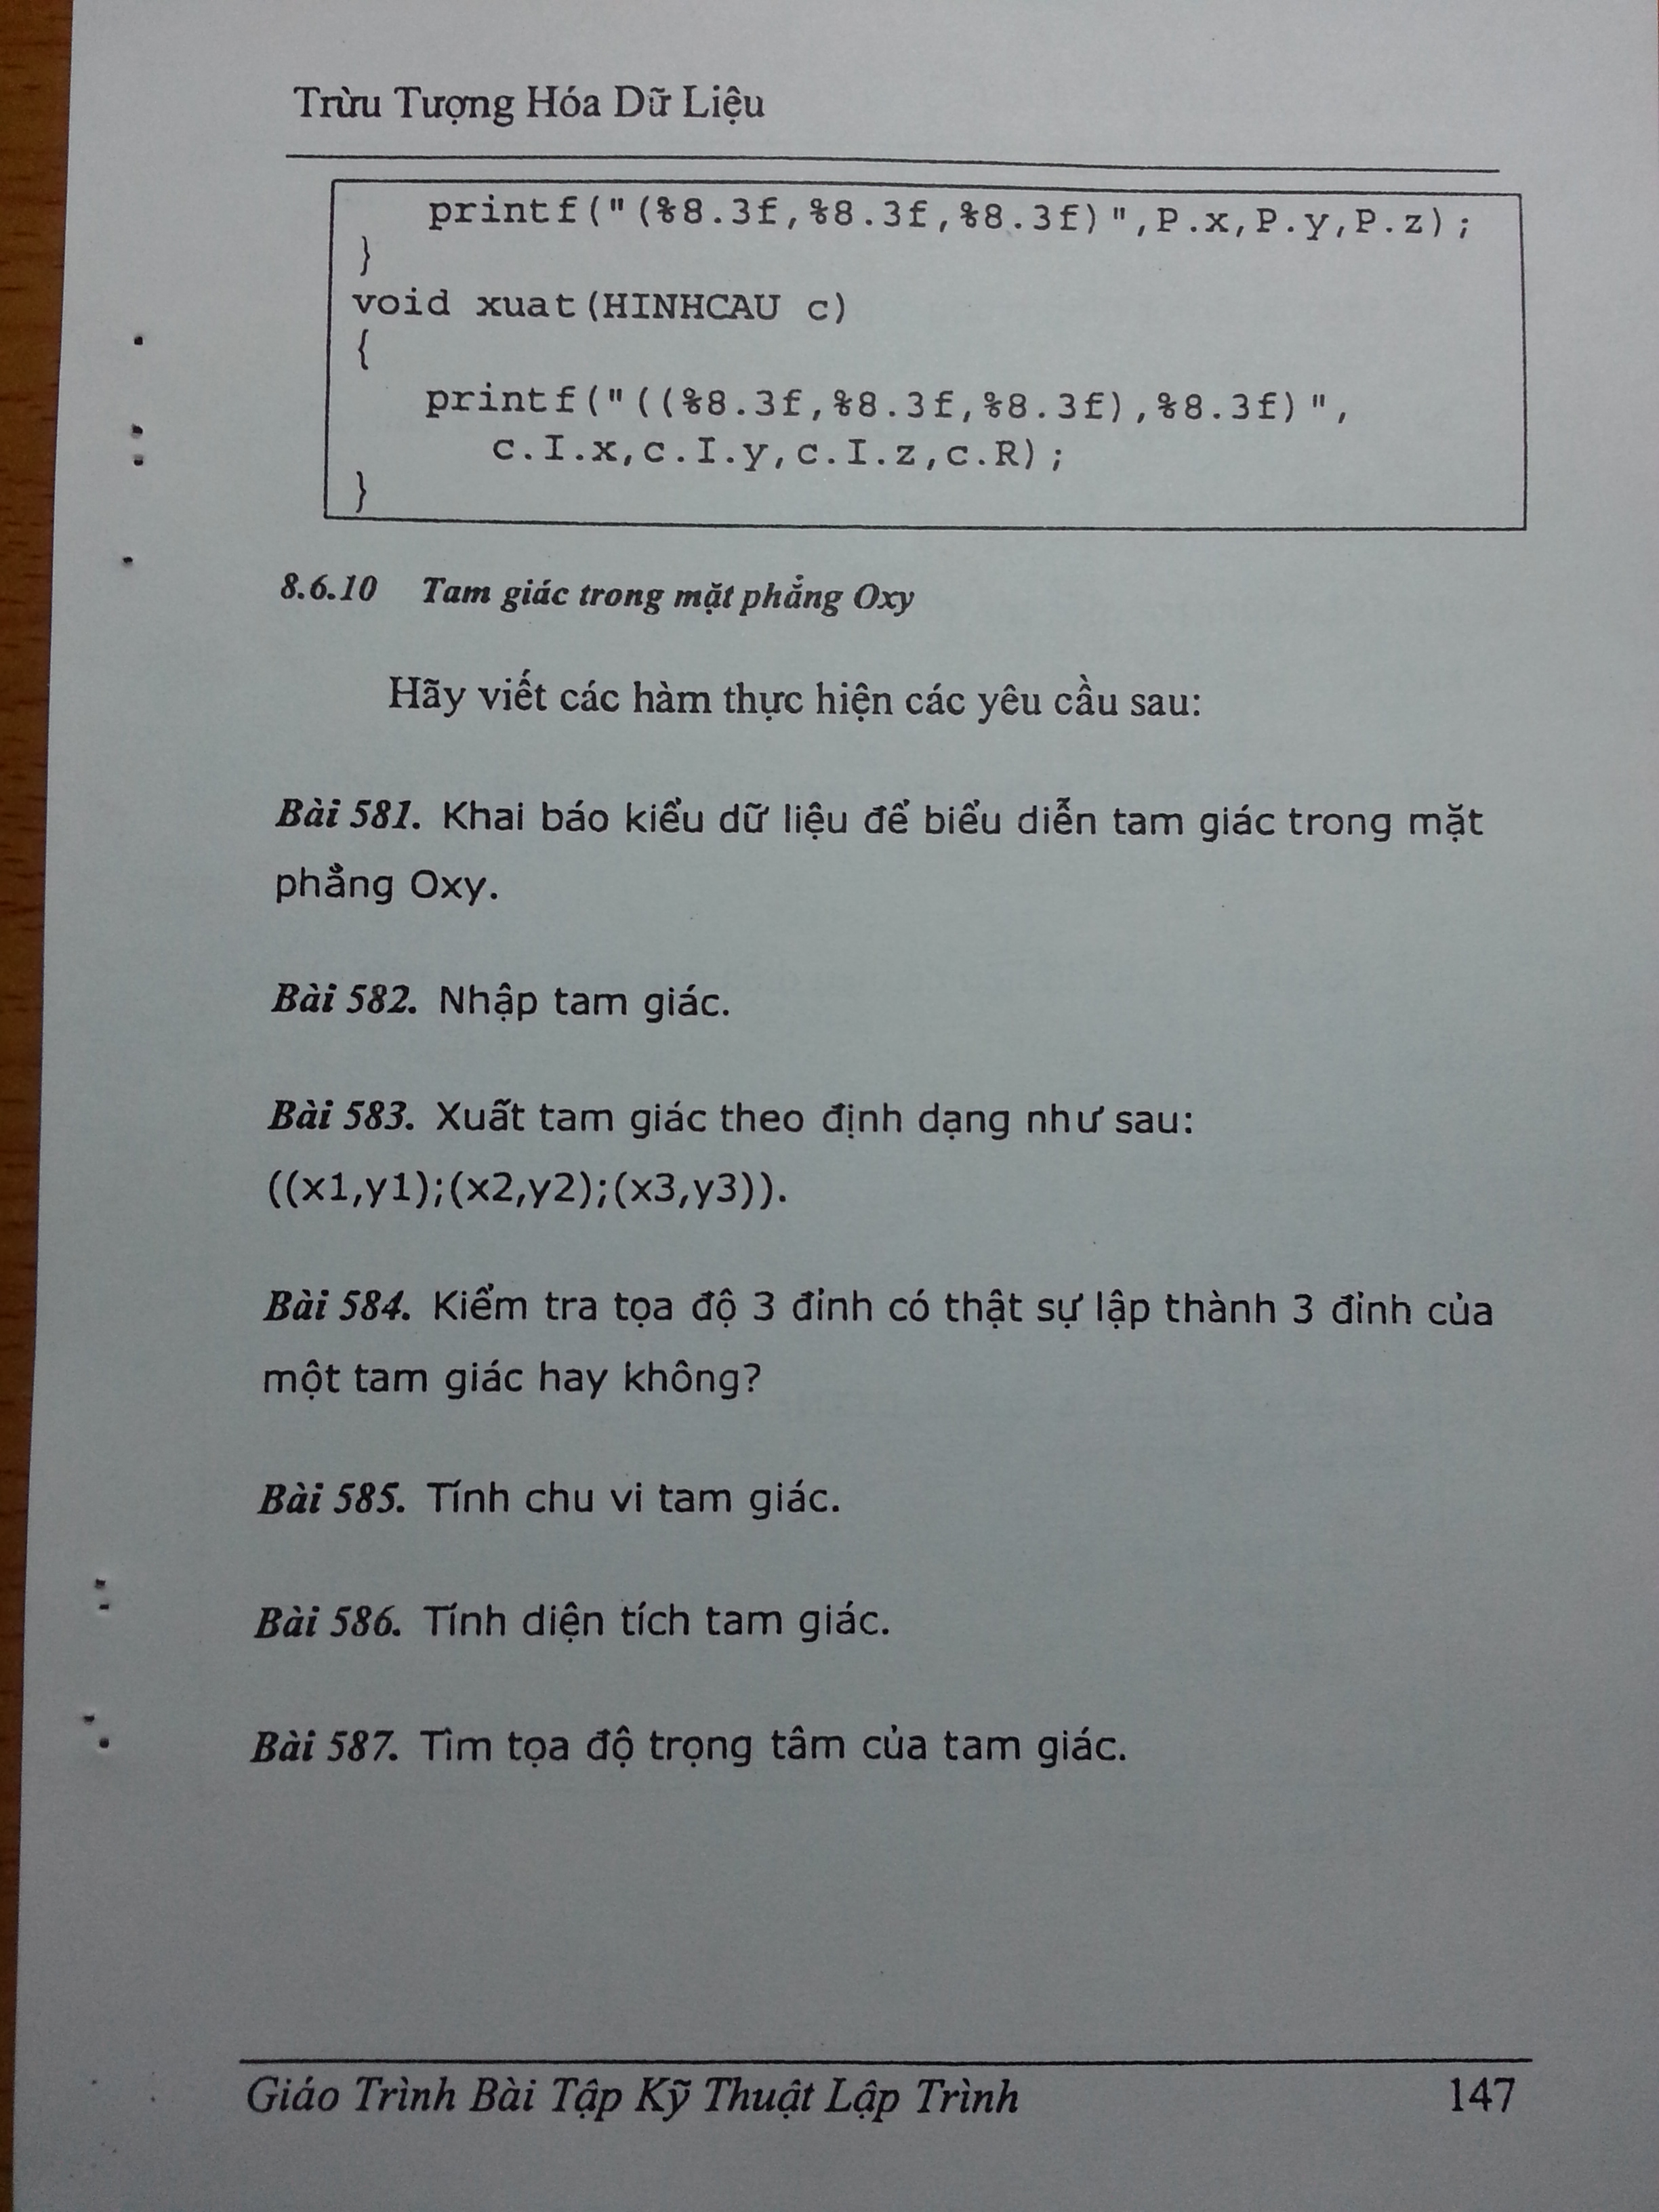 Trừu Tượng Hóa Dữ Liệu
printf("(%8.3f,%8.3f,%8.3f)",P.x,P.y,P.z);
}
void xuat(HINHCAU c)
{
printf("((%8.3f,%8.3f,%8.3f),%8.3f)",
c.I.x,c.I.y,c.I.z,c.R);
}
8.6.10 Tam giác trong mặt phẳng Oxy
Hãy viết các hàm thực hiện các yêu cầu sau:
Bài 581. Khai báo kiểu dữ liệu để biểu diễn tam giác trong mặt
phẳng Oxy.
Bài 582. Nhập tam giác.
Bài 583. Xuất tam giác theo định dạng như sau:
((x1,y1);(x2,y2);(x3,y3)).
Bài 584. Kiểm tra tọa độ 3 đỉnh có thật sự lập thành 3 đỉnh của
một tam giác hay không?
Bài 585. Tính chu vi tam giác.
Bài 586. Tính diện tích tam giác.
Bài 587. Tìm tọa độ trọng tâm của tam giác.
Giáo Trình Bài Tập Kỹ Thuật Lập Trình 147